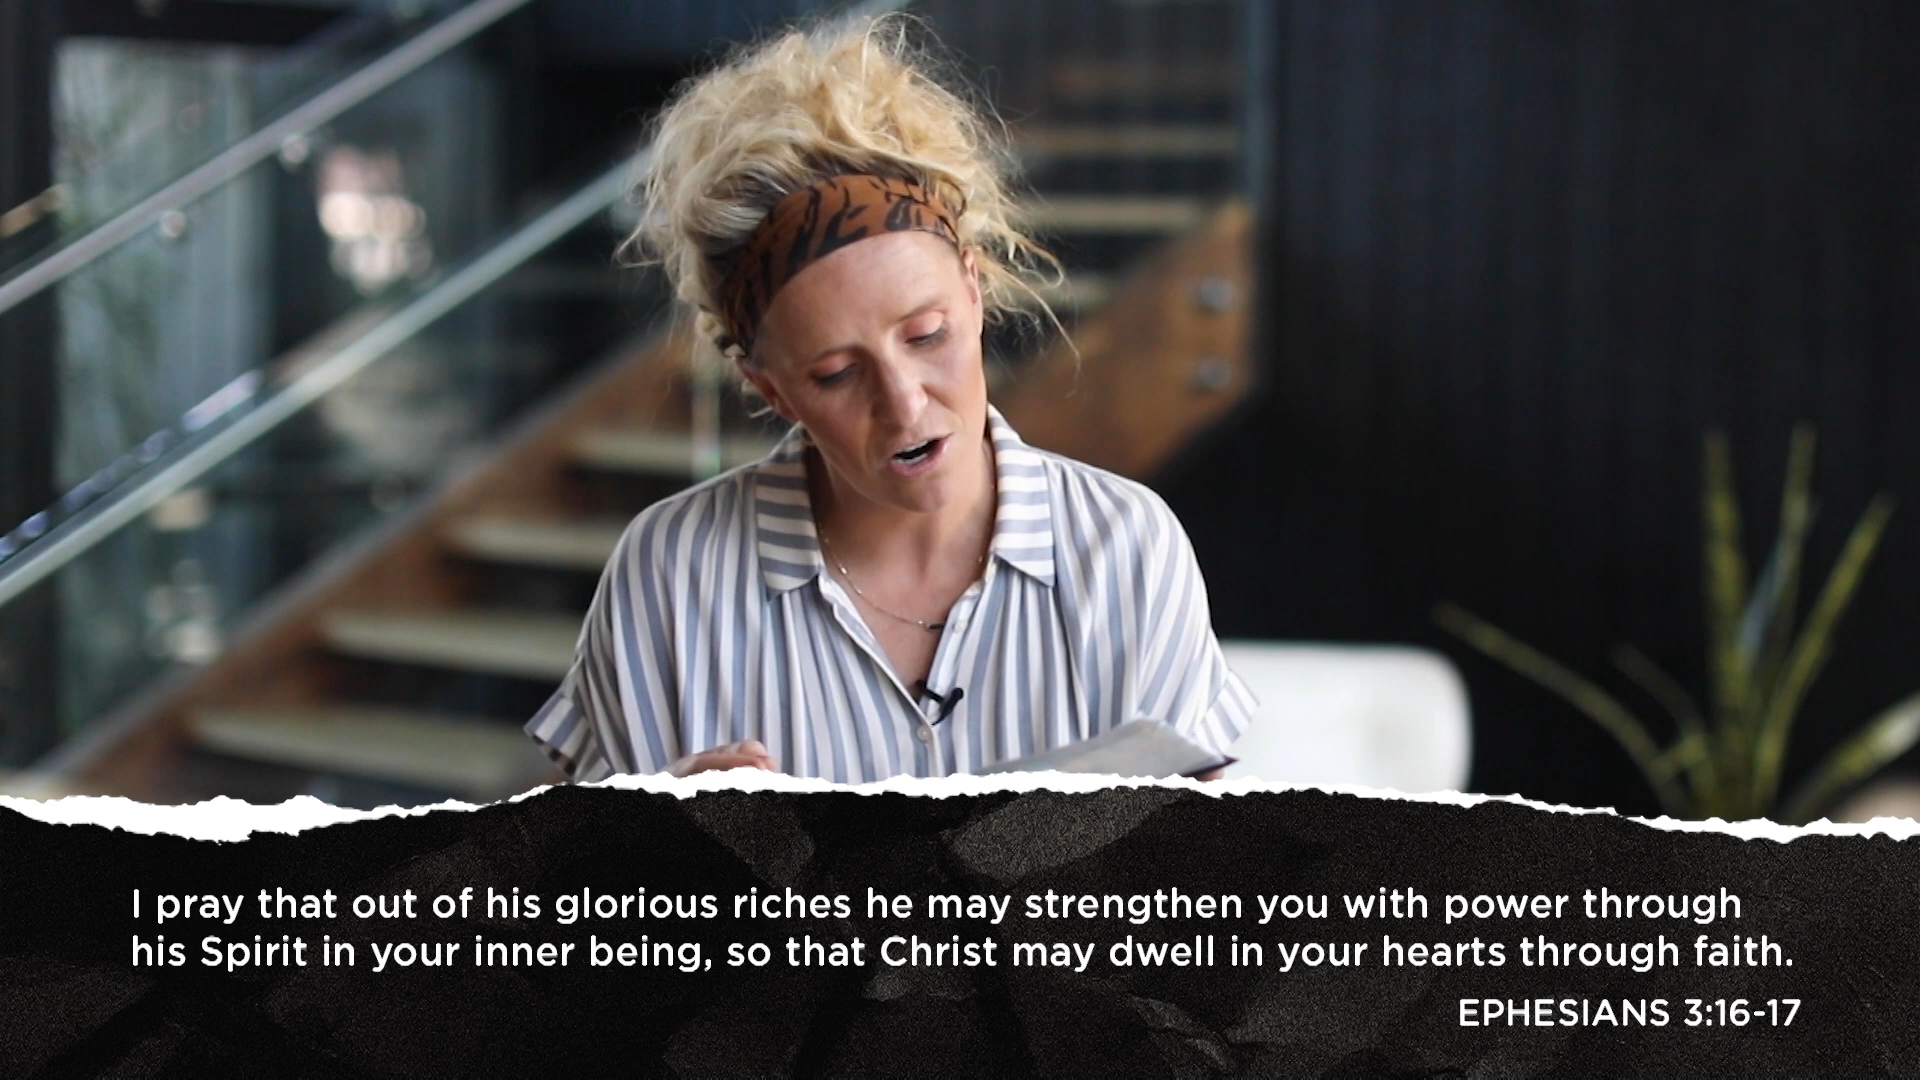 I pray that out of his glorious riches he may strengthen you with power through
his Spirit in your inner being, so that Christ may dwell in your hearts through faith.
EPHESIANS 3:16-17